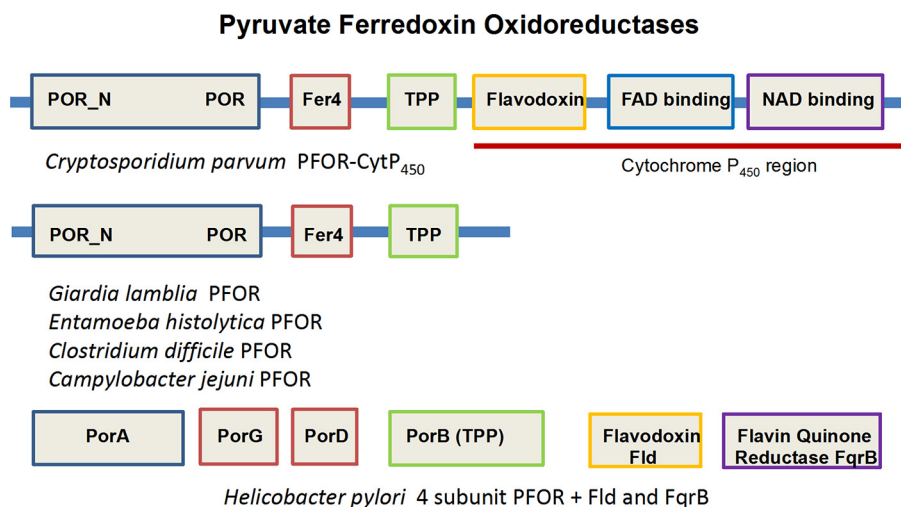 Pyruvate Ferredoxin Oxidoreductases
POR_N POR Fer4 TPP Flavodoxin FAD binding NAD binding
Cryptosporidium parvum PFOR-CytP450
Cytochrome P450 region
POR_N POR Fer4 TPP
Giardia lamblia PFOR
Entamoeba histolytica PFOR
Clostridium difficile PFOR
Campylobacter jejuni PFOR
PorA PorG PorD PorB (TPP)
Flavodoxin
Fld
Flavin Quinone
Reductase FqrB
Helicobacter pylori 4 subunit PFOR + Fld and FqrB